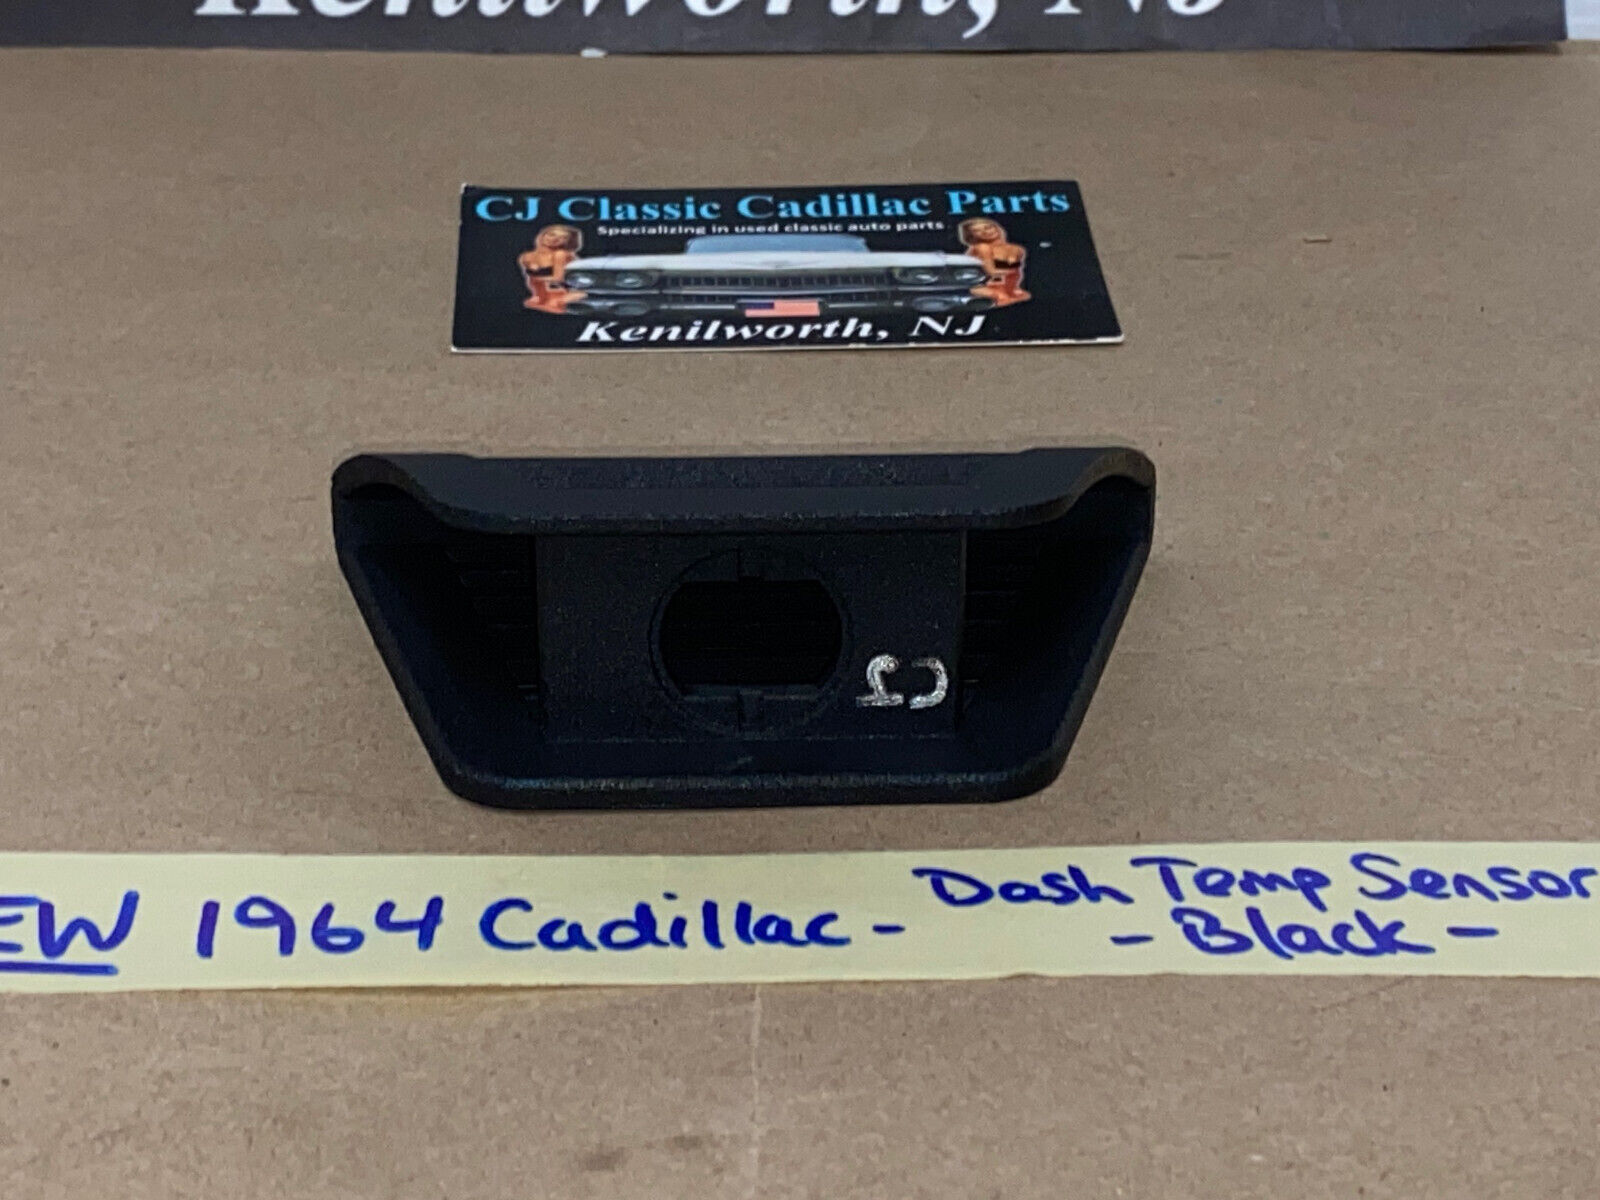 Kenilworth, NJ
CJ Classic Cadillac Parts
Specializing in used classic auto parts
Kenilworth, NJ
CJ
EW 1964 Cadillac - Dash Temp Sensor
- Black -